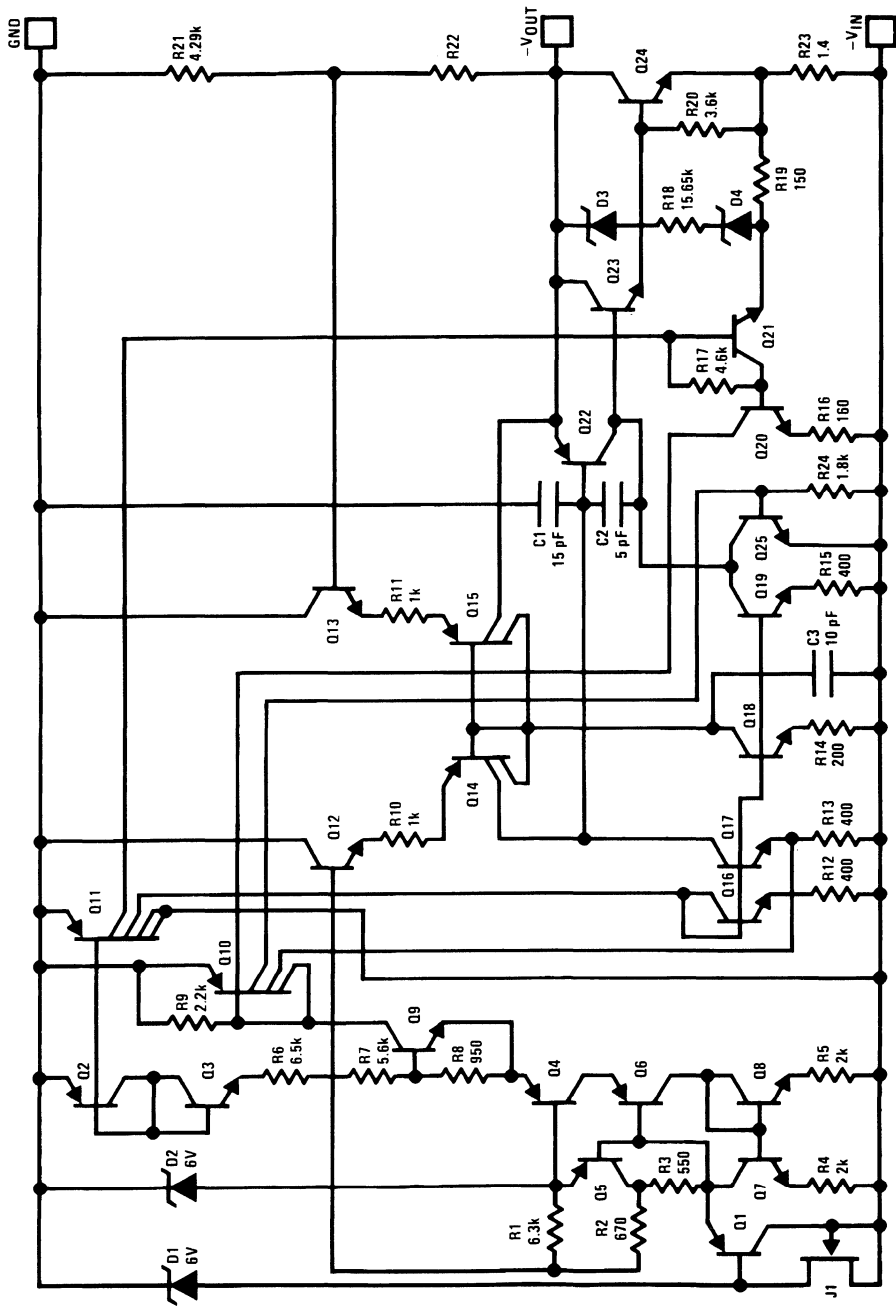 GND
R21
4.29k
R22
-VOUT
Q24
R20
3.6k
R23
1.4
-VIN
D3
R18
15.65k
D4
R19
150
Q23
Q21
R17
4.6k
Q22
Q20
R16
160
C1
15 pF
C2
5 pF
R24
1.8k
Q25
Q19
R15
400
Q13
R11
1k
Q15
C3
10 pF
Q18
R14
200
Q12
R10
1k
Q14
Q17
R13
400
Q16
R12
400
Q11
Q10
R9
2.2k
Q9
Q2
Q3
R6
6.5k
R7
5.6k
R8
950
Q4
Q6
Q8
R5
2k
D2
6V
Q5
R3
550
Q7
R4
2k
R1
6.3k
R2
670
Q1
D1
6V
J1